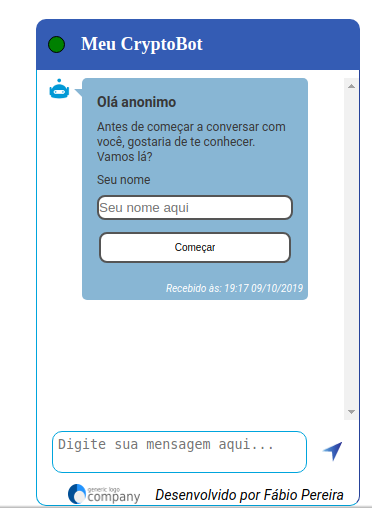 Meu CryptoBot
Olá anonimo
Antes de começar a conversar com
você, gostaria de te conhecer.
Vamos lá?
Seu nome
Seu nome aqui
Começar
Recebido às: 19:17 09/10/2019
Digite sua mensagem aqui...
generic logo
company
Desenvolvido por Fábio Pereira